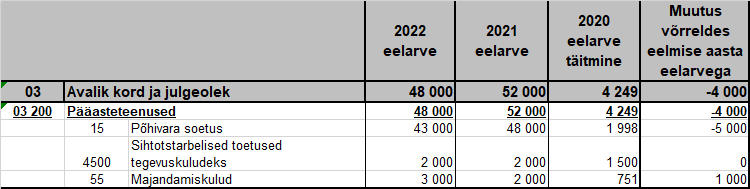 2022 eelarve 2021 eelarve 2020 eelarve täitmine Muutus võrreldes eelmise aasta eelarvega
03 Avalik kord ja julgeolek 48 000 52 000 4 249 -4 000
03 200 Pääasteteenused 48 000 52 000 4 249 -4 000
15 Põhivara soetus 43 000 48 000 1 998 -5 000
Sihtotstarbelised toetused
4500 tegevuskuludeks 2 000 2 000 1 500 0
55 Majandamiskulud 3 000 2 000 751 1 000